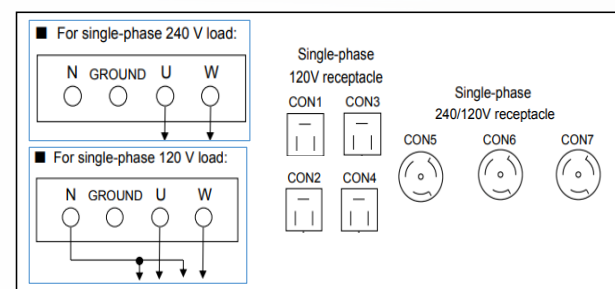 ■ For single-phase 240 V load:
N GROUND U W
■ For single-phase 120 V load:
N GROUND U W
Single-phase
120V receptacle
CON1 CON3
CON2 CON4
Single-phase
240/120V receptacle
CON5 CON6 CON7